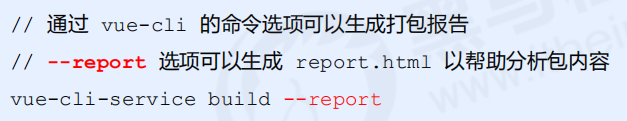 // 通过 vue-cli 的命令选项可以生成打包报告
// --report 选项可以生成 report.html 以帮助分析包内容
vue-cli-service build --report